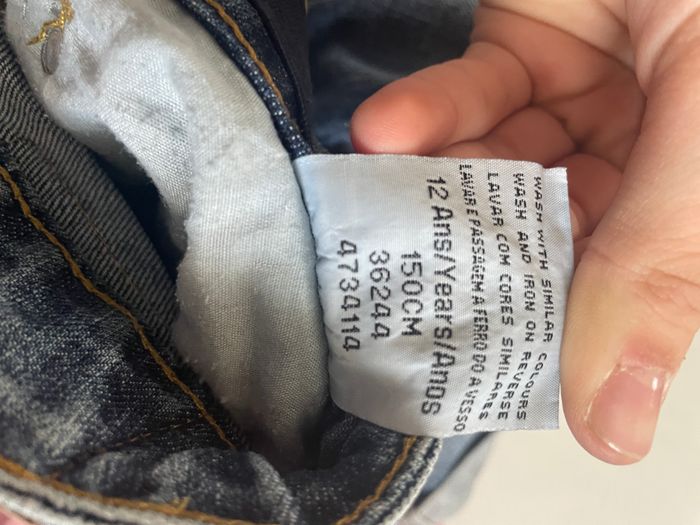 WASH WITH SIMILAR COLOURS
WASH AND IRON ON REVERSE
LAVAR COM CORES SIMILARES
LAVAR E PASSAGEM A FERRO DO AVESSO
12 Ans/Years/Anos
150CM
36244
4734114